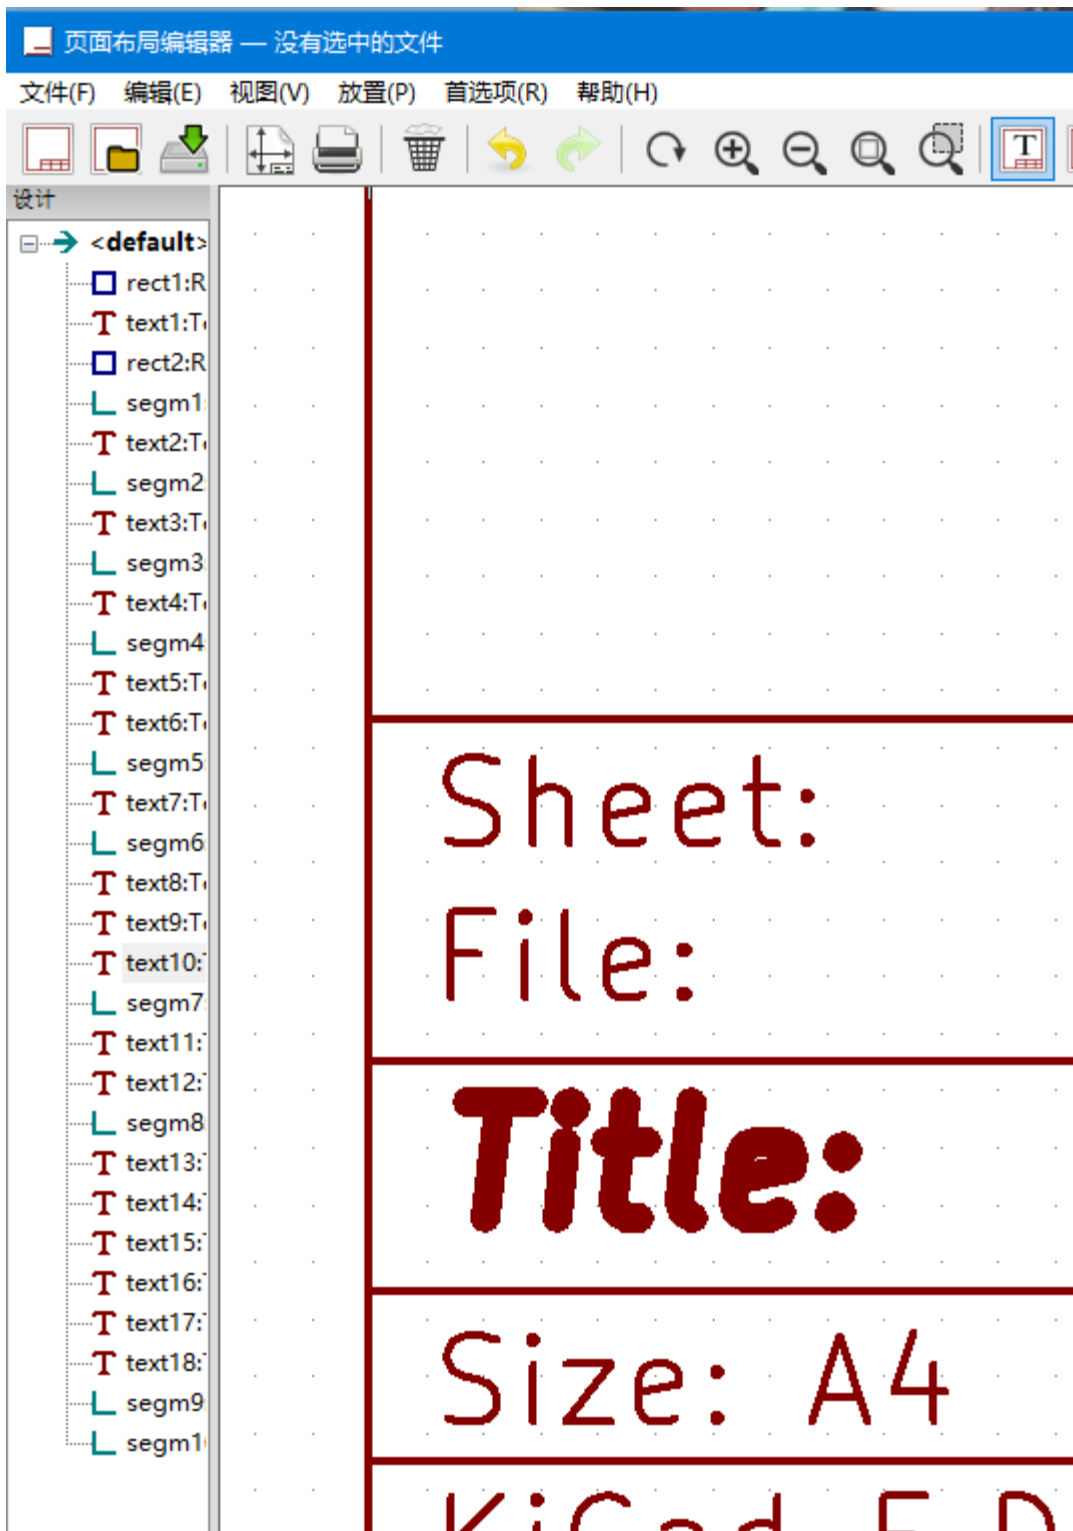 页面布局编辑器 — 没有选中的文件
文件(F) 编辑(E) 视图(V) 放置(P) 首选项(R) 帮助(H)
T
设计
<default>
rect1:R
text1:T
rect2:R
segm1:
text2:T
segm2
text3:T
segm3
text4:T
segm4
text5:T
text6:T
segm5
text7:T
segm6
text8:T
text9:T
text10:
segm7
text11:
text12:
segm8
text13:
text14:
text15:
text16:
text17:
text18:
segm9
segm1
Sheet:
File:
Title:
Size: A4
KiCad E.D